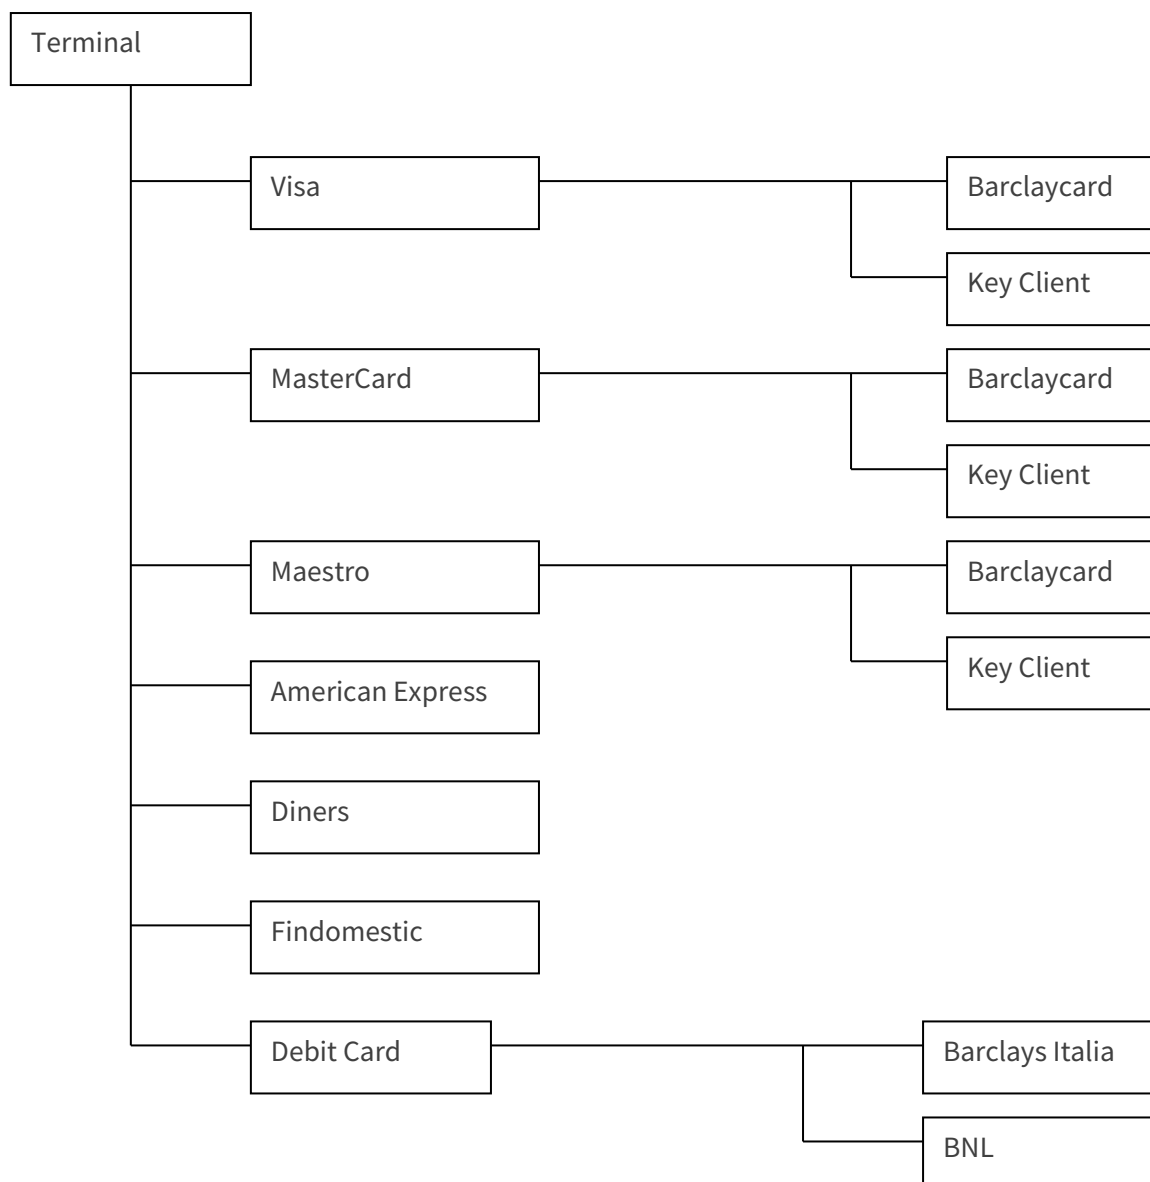 Terminal
Visa
Barclaycard
Key Client
MasterCard
Barclaycard
Key Client
Maestro
Barclaycard
Key Client
American Express
Diners
Findomestic
Debit Card
Barclays Italia
BNL